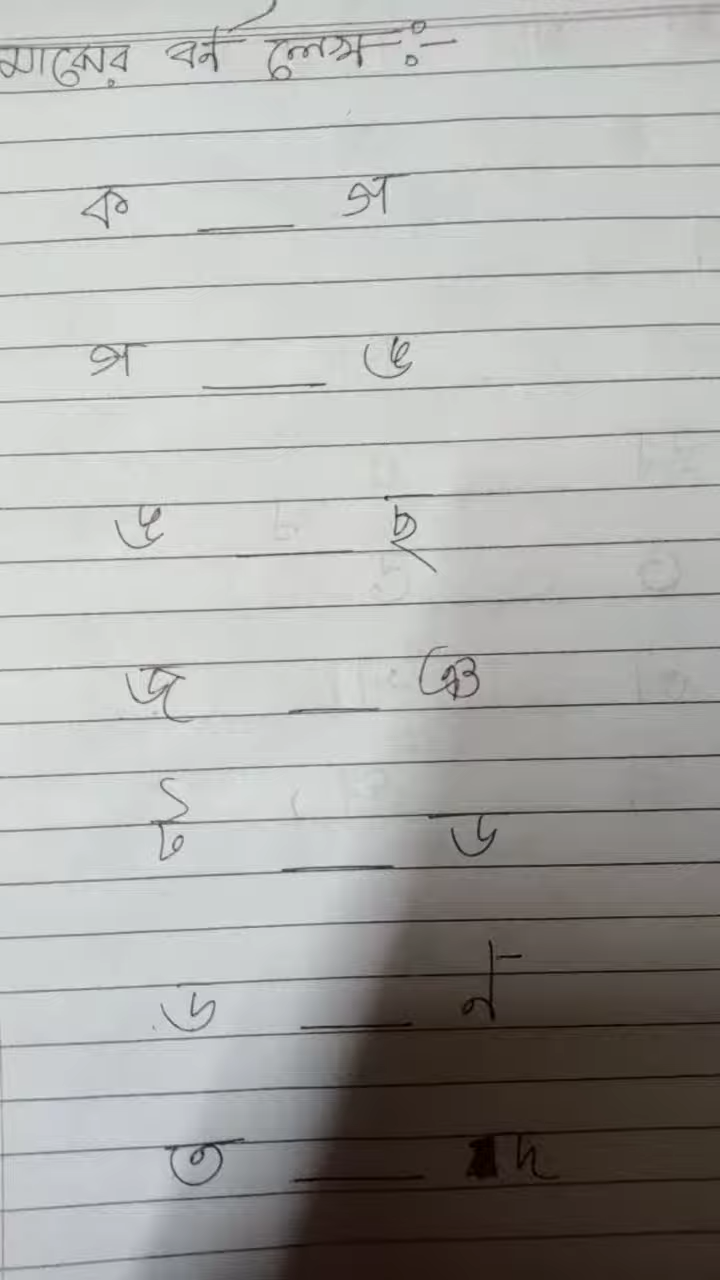 মাঝের বর্ণ লেখ :-
ক ___ গ
গ ___ ঙ
ঙ ___ ছ
জ ___ ঞ
ট ___ ড
ড ___ ণ
ত ___ দ